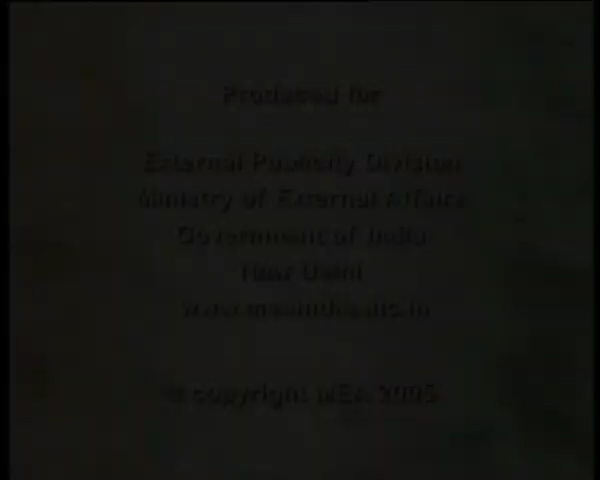 Produced for
External Publicity Division
Ministry of External Affairs
Government of India
New Delhi
© copyright MEA